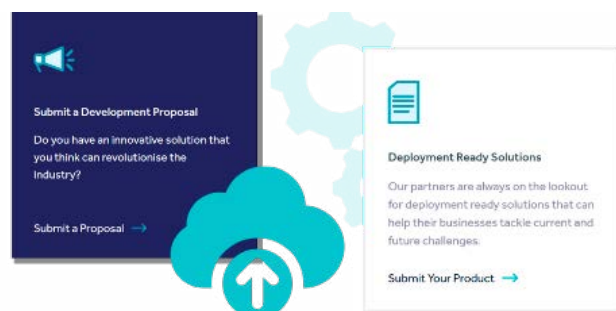 Submit a Development Proposal
Do you have an innovative solution that
you think can revolutionise the
industry?
Submit a Proposal
Deployment Ready Solutions
Our partners are always on the lookout
for deployment ready solutions that can
help their businesses tackle current and
future challenges.
Submit Your Product